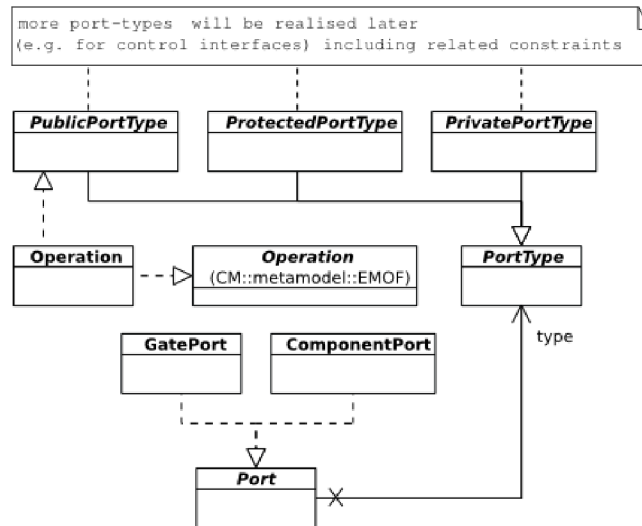 more port-types will be realised later
(e.g. for control interfaces) including related constraints
PublicPortType
ProtectedPortType
PrivatePortType
Operation
Operation
(CM::metamodel::EMOF)
PortType
type
GatePort
ComponentPort
Port